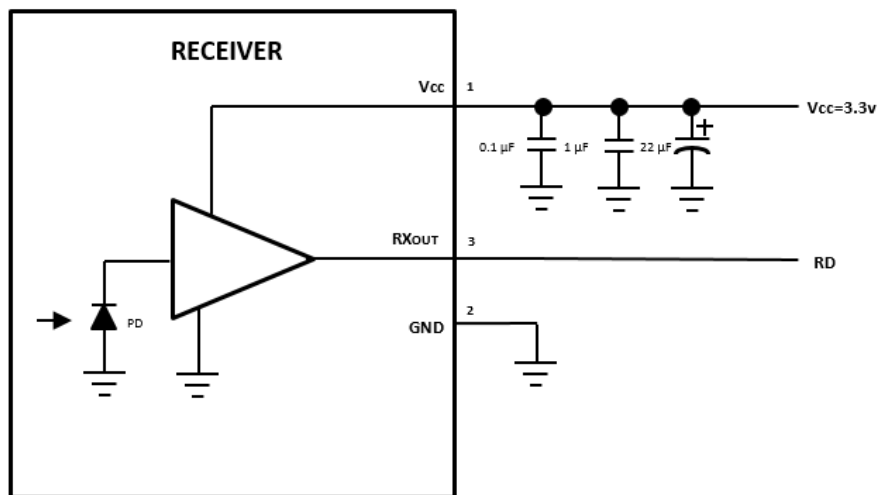 RECEIVER
Vcc
1
Vcc=3.3v
0.1 µF
1 µF
22 µF
+
RXOUT
3
RD
PD
GND
2